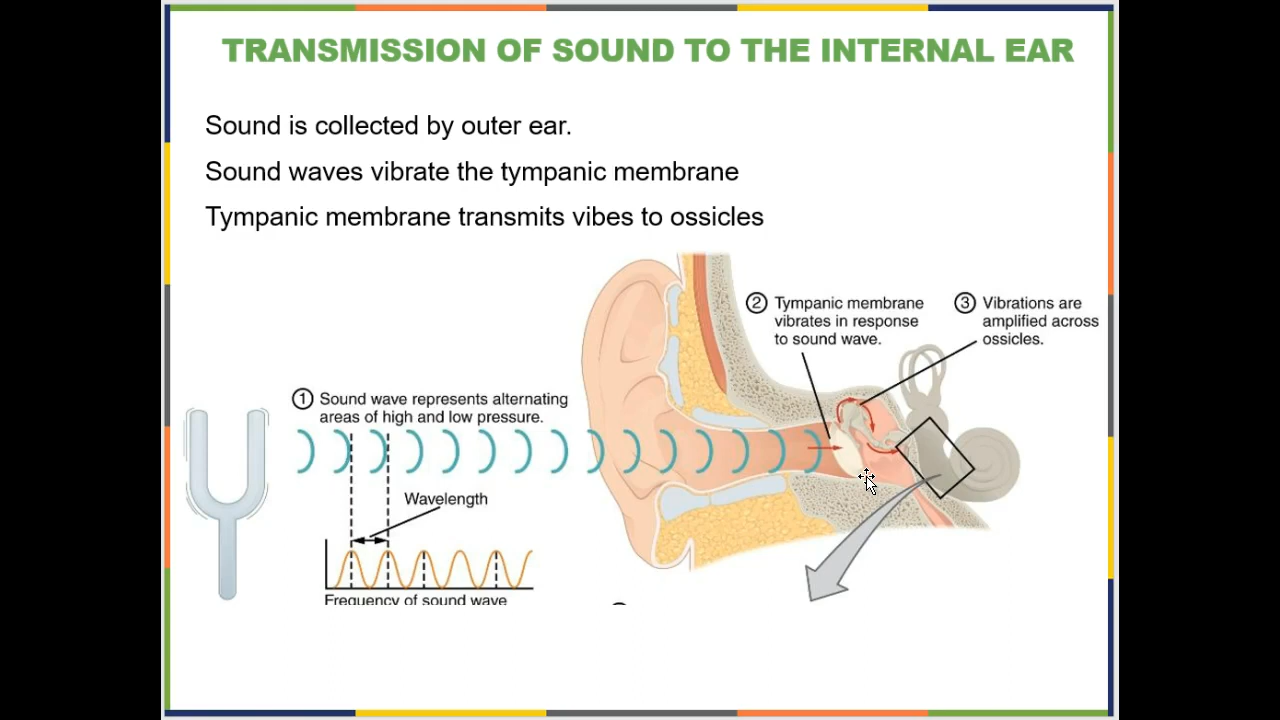 TRANSMISSION OF SOUND TO THE INTERNAL EAR
Sound is collected by outer ear.
Sound waves vibrate the tympanic membrane
Tympanic membrane transmits vibes to ossicles
2 Tympanic membrane
vibrates in response
to sound wave.
3 Vibrations are
amplified across
ossicles.
1 Sound wave represents alternating
areas of high and low pressure.
Wavelength
Frequency of sound wave